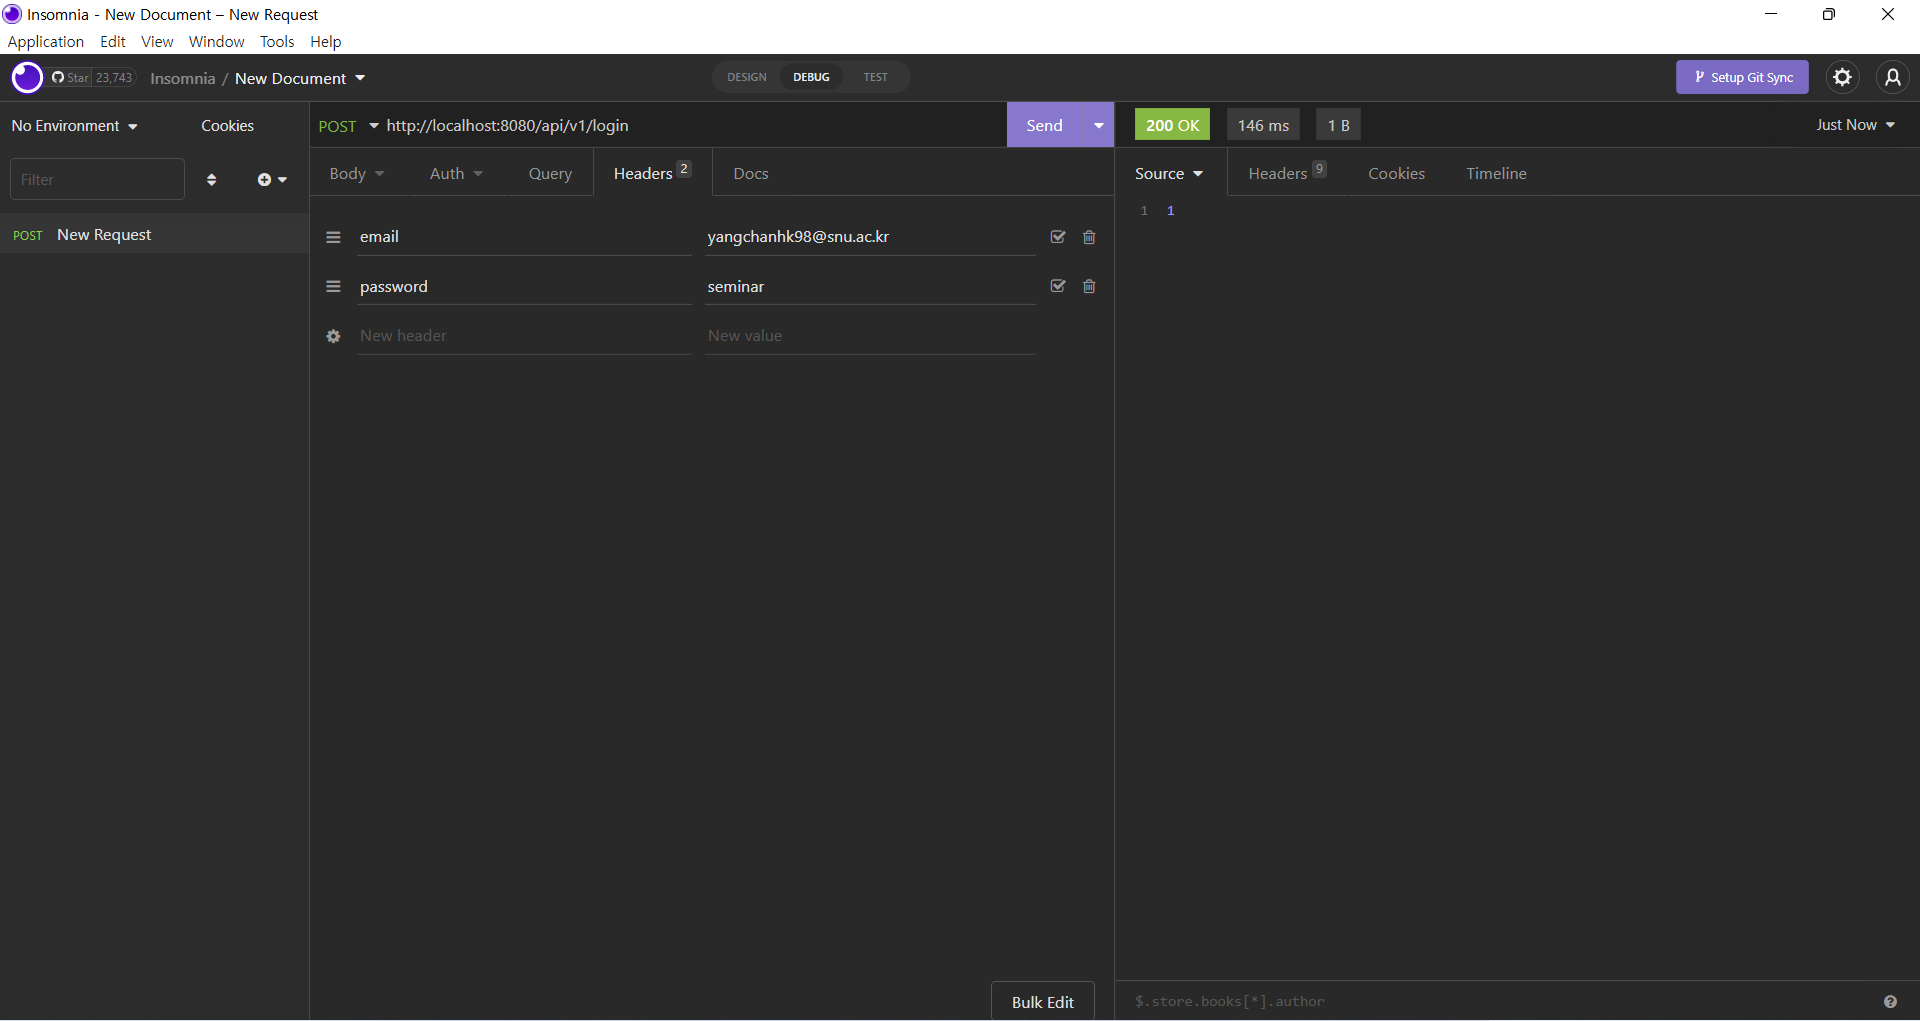 Insomnia - New Document – New Request
Application Edit View Window Tools Help
Star 23,743 Insomnia / New Document DESIGN DEBUG TEST Setup Git Sync
No Environment Cookies
POST http://localhost:8080/api/v1/login Send
200 OK 146 ms 1 B Just Now
Filter
Body Auth Query Headers 2 Docs
Source Headers 9 Cookies Timeline
POST New Request
email yangchanhk98@snu.ac.kr
password seminar
New header New value
1 1
Bulk Edit
$.store.books[*].author